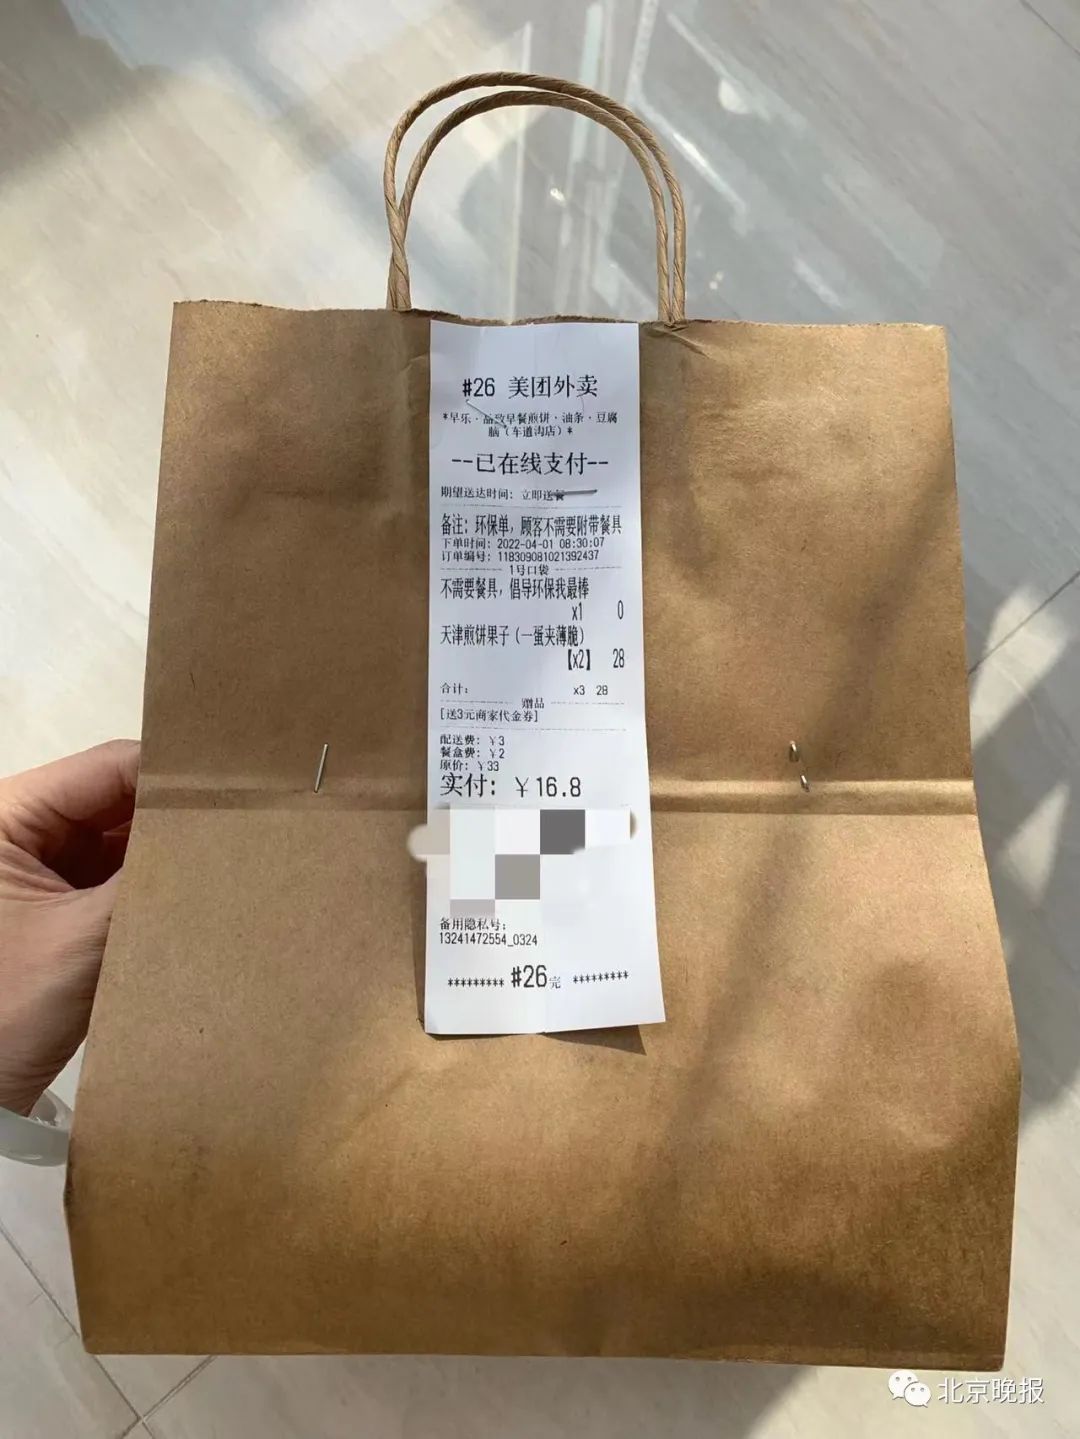 #26 美团外卖
*早乐·品致早餐煎饼·油条·豆腐
脑(车道沟店)*
--已在线支付--
期望送达时间: 立即送餐
备注: 环保单, 顾客不需要附带餐具
下单时间: 2022-04-01 08:30:07
订单编号: 118309081021392437
1号口袋
不需要餐具, 倡导环保我最棒
x1 0
天津煎饼果子(一蛋夹薄脆)
【x2】 28
合计: x3 28
赠品
[送3元商家代金券]
配送费: ¥3
餐盒费: ¥2
原价: ¥33
实付: ¥16.8
备用隐私号:
13241472554_0324
********* #26完 *********
北京晚报